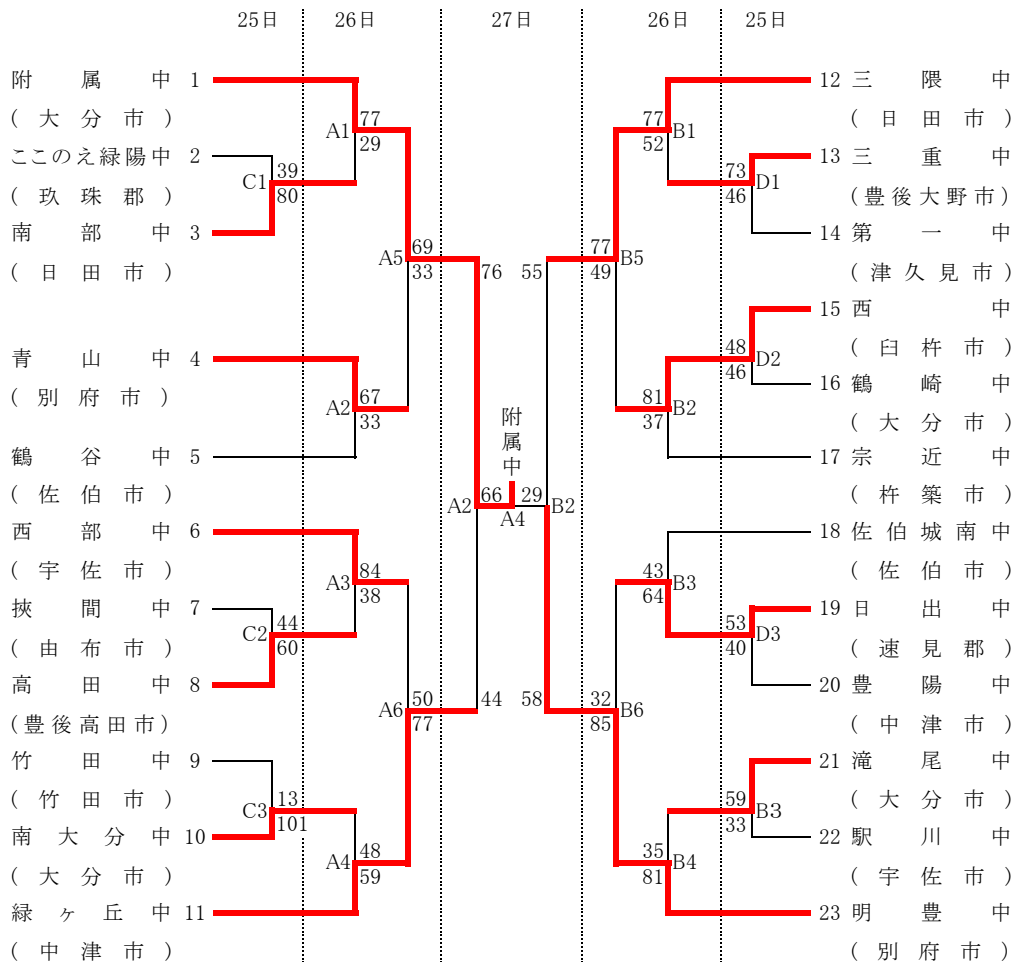 25日 26日 27日 26日 25日
附属中 1
(大分市)
ここのえ緑陽中 2
(玖珠郡)
南部中 3
(日田市)
青山中 4
(別府市)
鶴谷中 5
(佐伯市)
西部中 6
(宇佐市)
挾間中 7
(由布市)
高田中 8
(豊後高田市)
竹田中 9
(竹田市)
南大分中 10
(大分市)
緑ヶ丘中 11
(中津市)
C1 39
80
C2 44
60
C3 13
101
A1 77
29
A2 67
33
A3 84
38
A4 48
59
A5 69
33
A6 50
77
76
A2
44
附属中
66 A4 29
55
B2
58
77 B5
49
32 B6
85
77 B1
52
81 B2
37
43 B3
64
35 B4
81
73 D1
46
48 D2
46
53 D3
40
59 B3
33
12 三隈中
(日田市)
13 三重中
(豊後大野市)
14 第一中
(津久見市)
15 西中
(臼杵市)
16 鶴崎中
(大分市)
17 宗近中
(杵築市)
18 佐伯城南中
(佐伯市)
19 日出中
(速見郡)
20 豊陽中
(中津市)
21 滝尾中
(大分市)
22 駅川中
(宇佐市)
23 明豊中
(別府市)